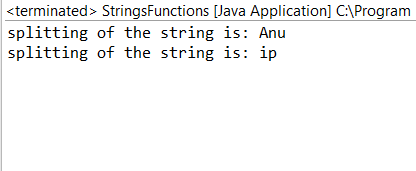 <terminated> StringsFunctions [Java Application] C:\Program
splitting of the string is: Anu
splitting of the string is: ip